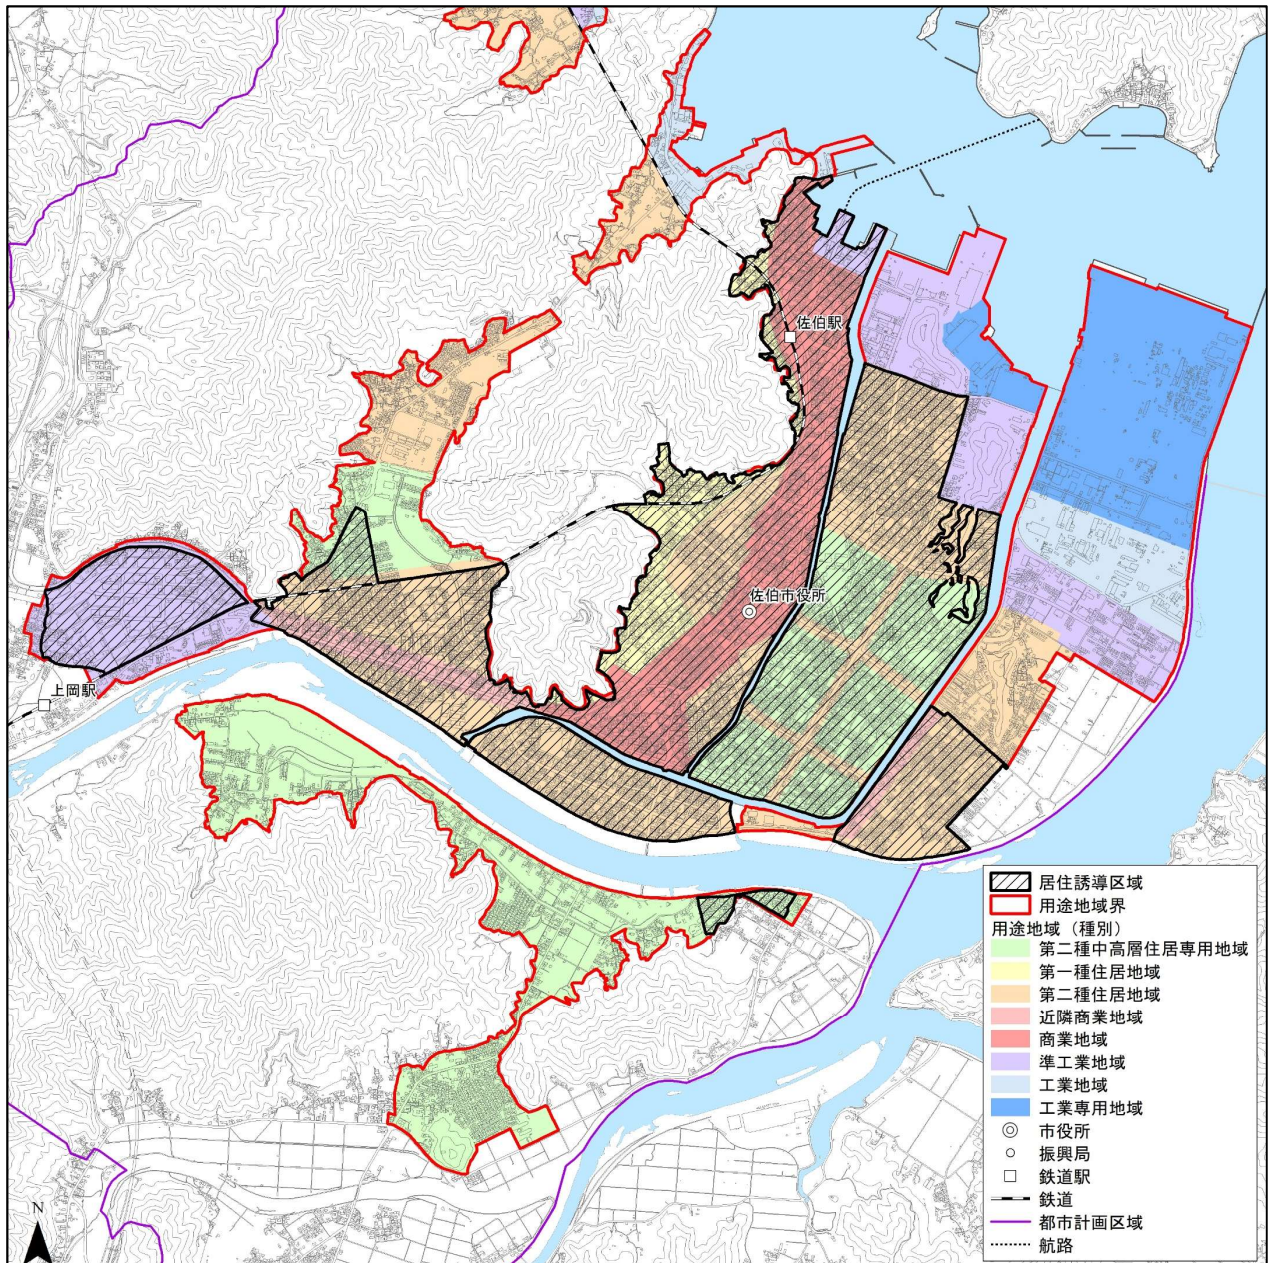 佐伯駅
佐伯市役所
上岡駅
居住誘導区域
用途地域界
用途地域（種別）
第二種中高層住居専用地域
第一種住居地域
第二種住居地域
近隣商業地域
商業地域
準工業地域
工業地域
工業専用地域
市役所
振興局
鉄道駅
鉄道
都市計画区域
航路
N